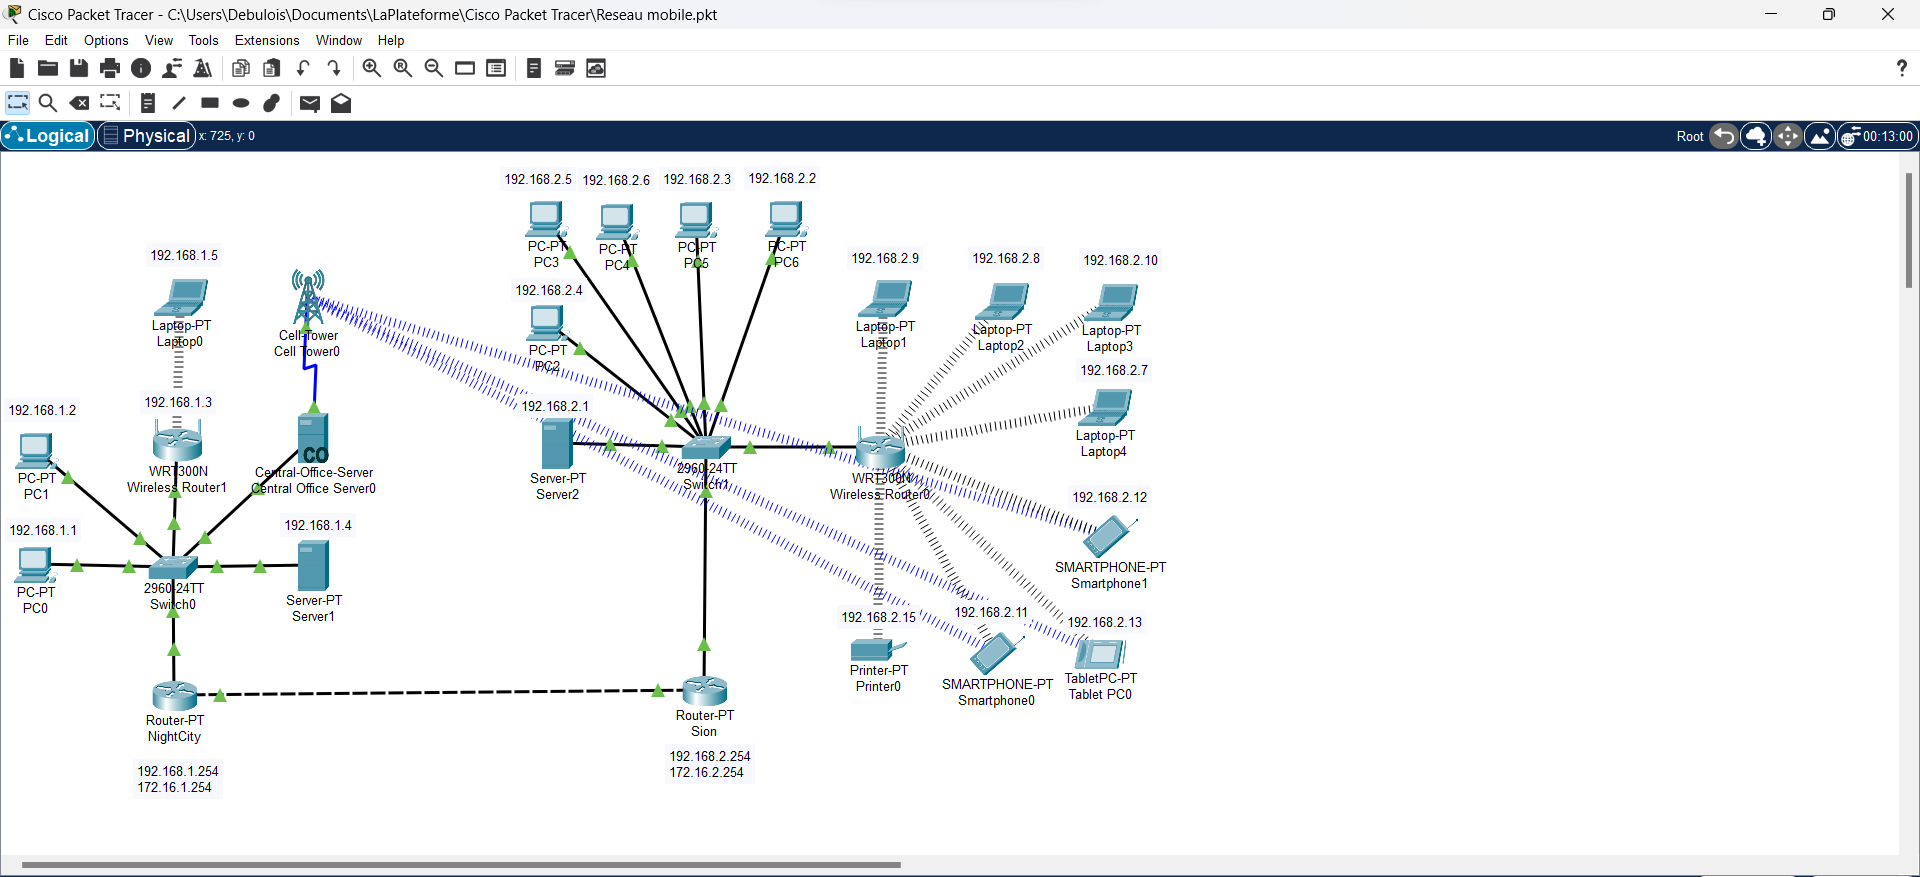 Cisco Packet Tracer - C:\Users\Debulois\Documents\LaPlateforme\Cisco Packet Tracer\Reseau mobile.pkt
File Edit Options View Tools Extensions Window Help
?
Logical Physical x: 725, y: 0 Root 00:13:00
192.168.2.5 192.168.2.6 192.168.2.3 192.168.2.2
PC-PT
PC3
PC-PT
PC4
PC-PT
PC5
PC-PT
PC6
192.168.1.5
Laptop-PT
Laptop0
Cell-Tower
Cell Tower0
192.168.2.4
PC-PT
PC2
192.168.2.9 192.168.2.8 192.168.2.10
Laptop-PT
Laptop1
Laptop-PT
Laptop2
Laptop-PT
Laptop3
192.168.2.7
Laptop-PT
Laptop4
192.168.1.2
PC-PT
PC1
192.168.1.3
WRT300N
Wireless Router1
CO
Central-Office-Server
Central Office Server0
192.168.2.1
Server-PT
Server2
2960-24TT
Switch1
WRT300N
Wireless Router0
192.168.2.12
SMARTPHONE-PT
Smartphone1
192.168.1.1
PC-PT
PC0
2960-24TT
Switch0
192.168.1.4
Server-PT
Server1
192.168.2.15
Printer-PT
Printer0
192.168.2.11
SMARTPHONE-PT
Smartphone0
192.168.2.13
TabletPC-PT
Tablet PC0
Router-PT
NightCity
192.168.1.254
172.16.1.254
Router-PT
Sion
192.168.2.254
172.16.2.254